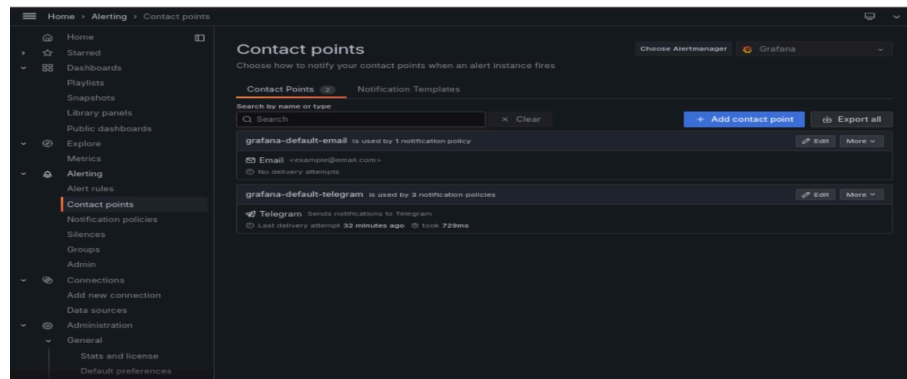 Home > Alerting > Contact points
Home
Starred
Dashboards
Playlists
Snapshots
Library panels
Public dashboards
Explore
Metrics
Alerting
Alert rules
Contact points
Notification policies
Silences
Groups
Admin
Connections
Add new connection
Data sources
Administration
General
Stats and license
Default preferences
Contact points
Choose how to notify your contact points when an alert instance fires
Choose Alertmanager Grafana
Contact Points 2 Notification Templates
Search by name or type
Search × Clear + Add contact point Export all
grafana-default-email is used by 1 notification policy Edit More
Email <example@email.com>
No delivery attempts
grafana-default-telegram is used by 3 notification policies Edit More
Telegram Sends notifications to Telegram
Last delivery attempt 32 minutes ago took 729ms